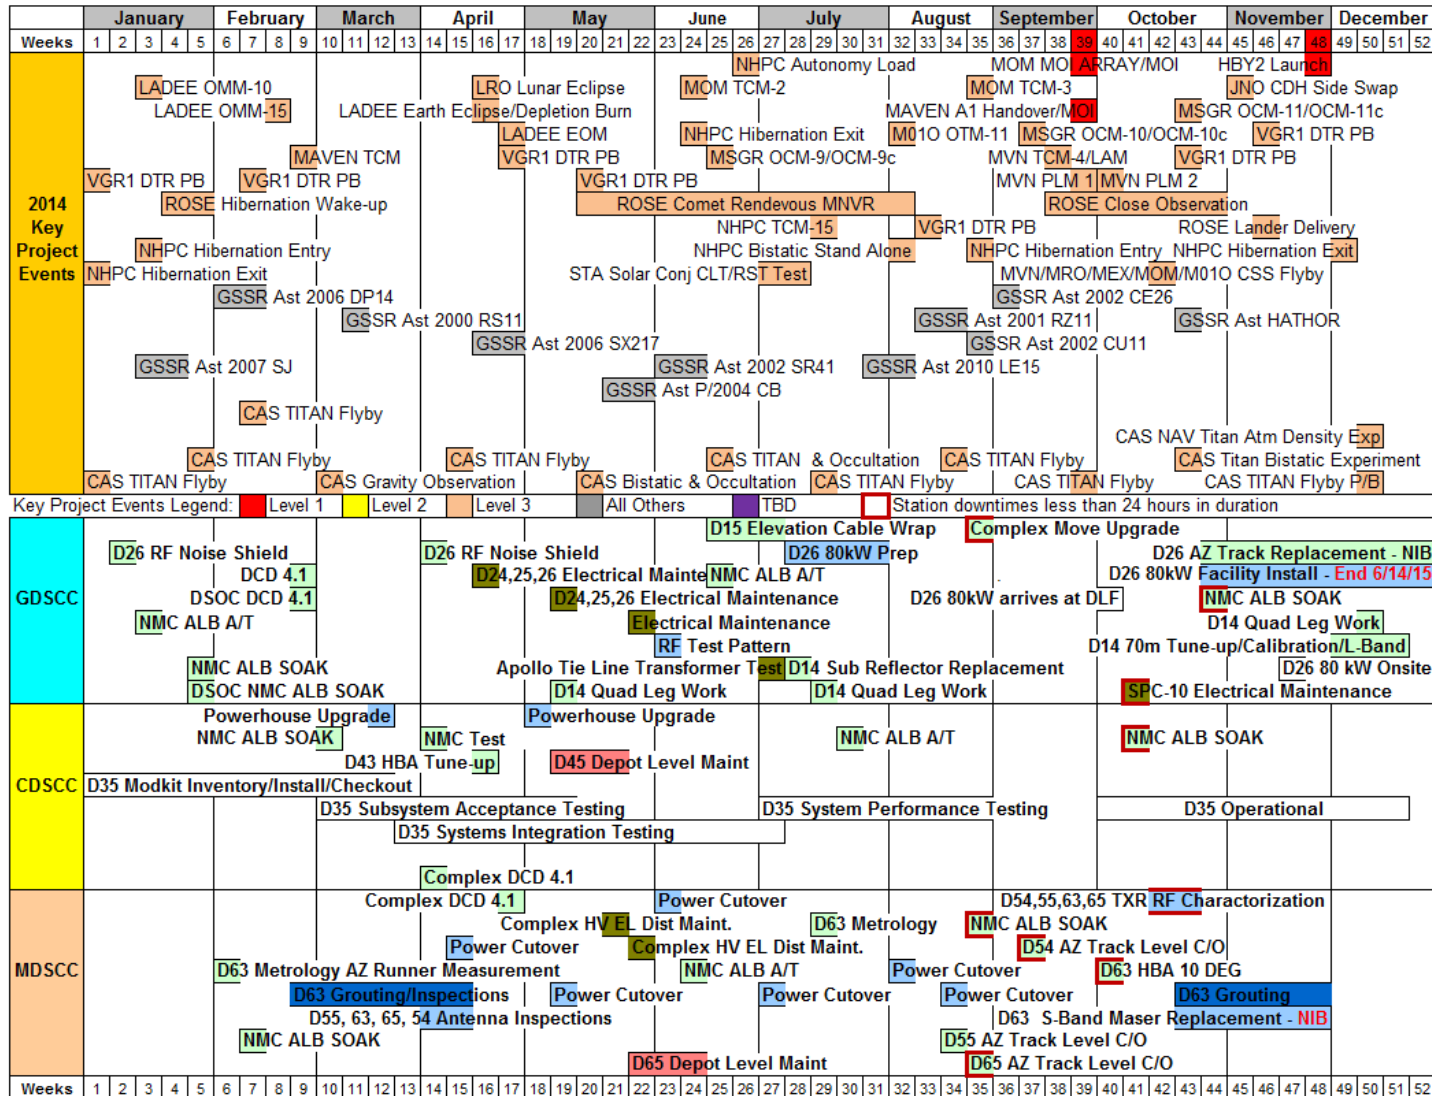 January February March April May June July August September October November December
Weeks 1 2 3 4 5 6 7 8 9 10 11 12 13 14 15 16 17 18 19 20 21 22 23 24 25 26 27 28 29 30 31 32 33 34 35 36 37 38 39 40 41 42 43 44 45 46 47 48 49 50 51 52
2014 Key Project Events
NHPC Autonomy Load MOM MOI ARRAY/MOI HBY2 Launch
LADEE OMM-10 LRO Lunar Eclipse MOM TCM-2 MOM TCM-3 JNO CDH Side Swap
LADEE OMM-15 LADEE Earth Eclipse/Depletion Burn MAVEN A1 Handover/MOI MSGR OCM-11/OCM-11c
LADEE EOM NHPC Hibernation Exit M01O OTM-11 MSGR OCM-10/OCM-10c VGR1 DTR PB
MAVEN TCM VGR1 DTR PB MSGR OCM-9/OCM-9c MVN TCM-4/LAM VGR1 DTR PB
VGR1 DTR PB VGR1 DTR PB VGR1 DTR PB MVN PLM 1 MVN PLM 2
ROSE Hibernation Wake-up ROSE Comet Rendevous MNVR ROSE Close Observation
NHPC TCM-15 VGR1 DTR PB ROSE Lander Delivery
NHPC Hibernation Entry NHPC Bistatic Stand Alone NHPC Hibernation Entry NHPC Hibernation Exit
NHPC Hibernation Exit STA Solar Conj CLT/RST Test MVN/MRO/MEX/MOM/M01O CSS Flyby
GSSR Ast 2006 DP14 GSSR Ast 2002 CE26
GSSR Ast 2000 RS11 GSSR Ast 2001 RZ11 GSSR Ast HATHOR
GSSR Ast 2006 SX217 GSSR Ast 2002 CU11
GSSR Ast 2007 SJ GSSR Ast 2002 SR41 GSSR Ast 2010 LE15
GSSR Ast P/2004 CB
CAS TITAN Flyby
CAS NAV Titan Atm Density Exp
CAS TITAN Flyby CAS TITAN Flyby CAS TITAN & Occultation CAS TITAN Flyby CAS Titan Bistatic Experiment
CAS TITAN Flyby CAS Gravity Observation CAS Bistatic & Occultation CAS TITAN Flyby CAS TITAN Flyby CAS TITAN Flyby P/B
Key Project Events Legend: Level 1 Level 2 Level 3 All Others TBD Station downtimes less than 24 hours in duration
GDSCC
D15 Elevation Cable Wrap Complex Move Upgrade
D26 RF Noise Shield D26 RF Noise Shield D26 80kW Prep D26 AZ Track Replacement - NIB
DCD 4.1 D24,25,26 Electrical Mainte NMC ALB A/T D26 80kW Facility Install - End 6/14/15
DSOC DCD 4.1 D24,25,26 Electrical Maintenance D26 80kW arrives at DLF NMC ALB SOAK
NMC ALB A/T Electrical Maintenance D14 Quad Leg Work
RF Test Pattern D14 70m Tune-up/Calibration/L-Band
NMC ALB SOAK Apollo Tie Line Transformer Test D14 Sub Reflector Replacement D26 80 kW Onsite
DSOC NMC ALB SOAK D14 Quad Leg Work D14 Quad Leg Work SPC-10 Electrical Maintenance
CDSCC
Powerhouse Upgrade Powerhouse Upgrade
NMC ALB SOAK NMC Test NMC ALB A/T NMC ALB SOAK
D43 HBA Tune-up D45 Depot Level Maint
D35 Modkit Inventory/Install/Checkout
D35 Subsystem Acceptance Testing D35 System Performance Testing D35 Operational
D35 Systems Integration Testing
Complex DCD 4.1
MDSCC
Complex DCD 4.1 Power Cutover D54,55,63,65 TXR RF Charactorization
Complex HV EL Dist Maint. D63 Metrology NMC ALB SOAK
Power Cutover Complex HV EL Dist Maint. D54 AZ Track Level C/O
D63 Metrology AZ Runner Measurement NMC ALB A/T Power Cutover D63 HBA 10 DEG
D63 Grouting/Inspections Power Cutover Power Cutover Power Cutover D63 Grouting
D55, 63, 65, 54 Antenna Inspections D63 S-Band Maser Replacement - NIB
NMC ALB SOAK D55 AZ Track Level C/O
D65 Depot Level Maint D65 AZ Track Level C/O
Weeks 1 2 3 4 5 6 7 8 9 10 11 12 13 14 15 16 17 18 19 20 21 22 23 24 25 26 27 28 29 30 31 32 33 34 35 36 37 38 39 40 41 42 43 44 45 46 47 48 49 50 51 52